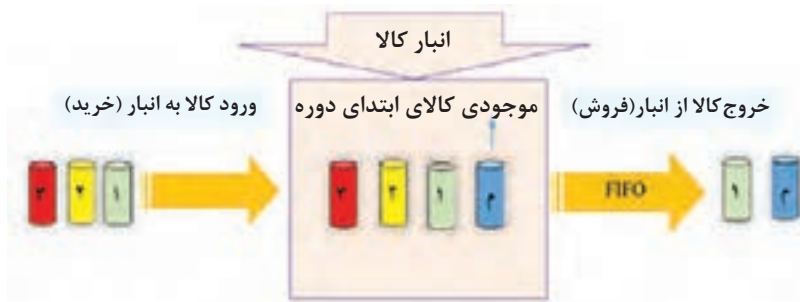 انبار کالا
خروج کالا از انبار(فروش)
موجودی کالای ابتدای دوره
ورود کالا به انبار (خرید)
م ۱
FIFO
م ۱ ۲ ۳
۱ ۲ ۳